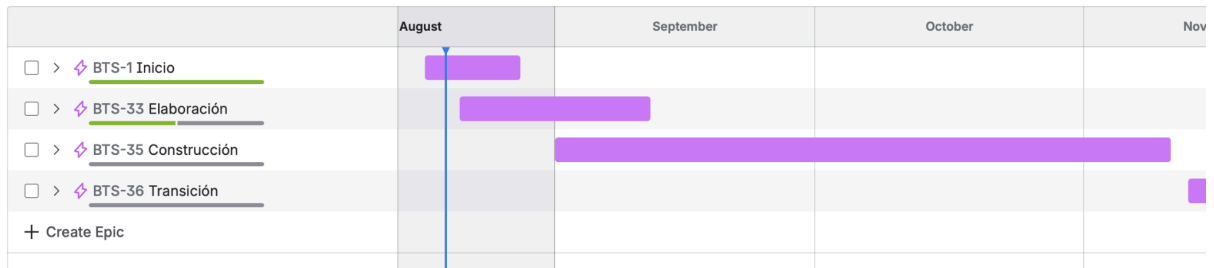 August
September
October
Nov
BTS-1 Inicio
BTS-33 Elaboración
BTS-35 Construcción
BTS-36 Transición
+ Create Epic